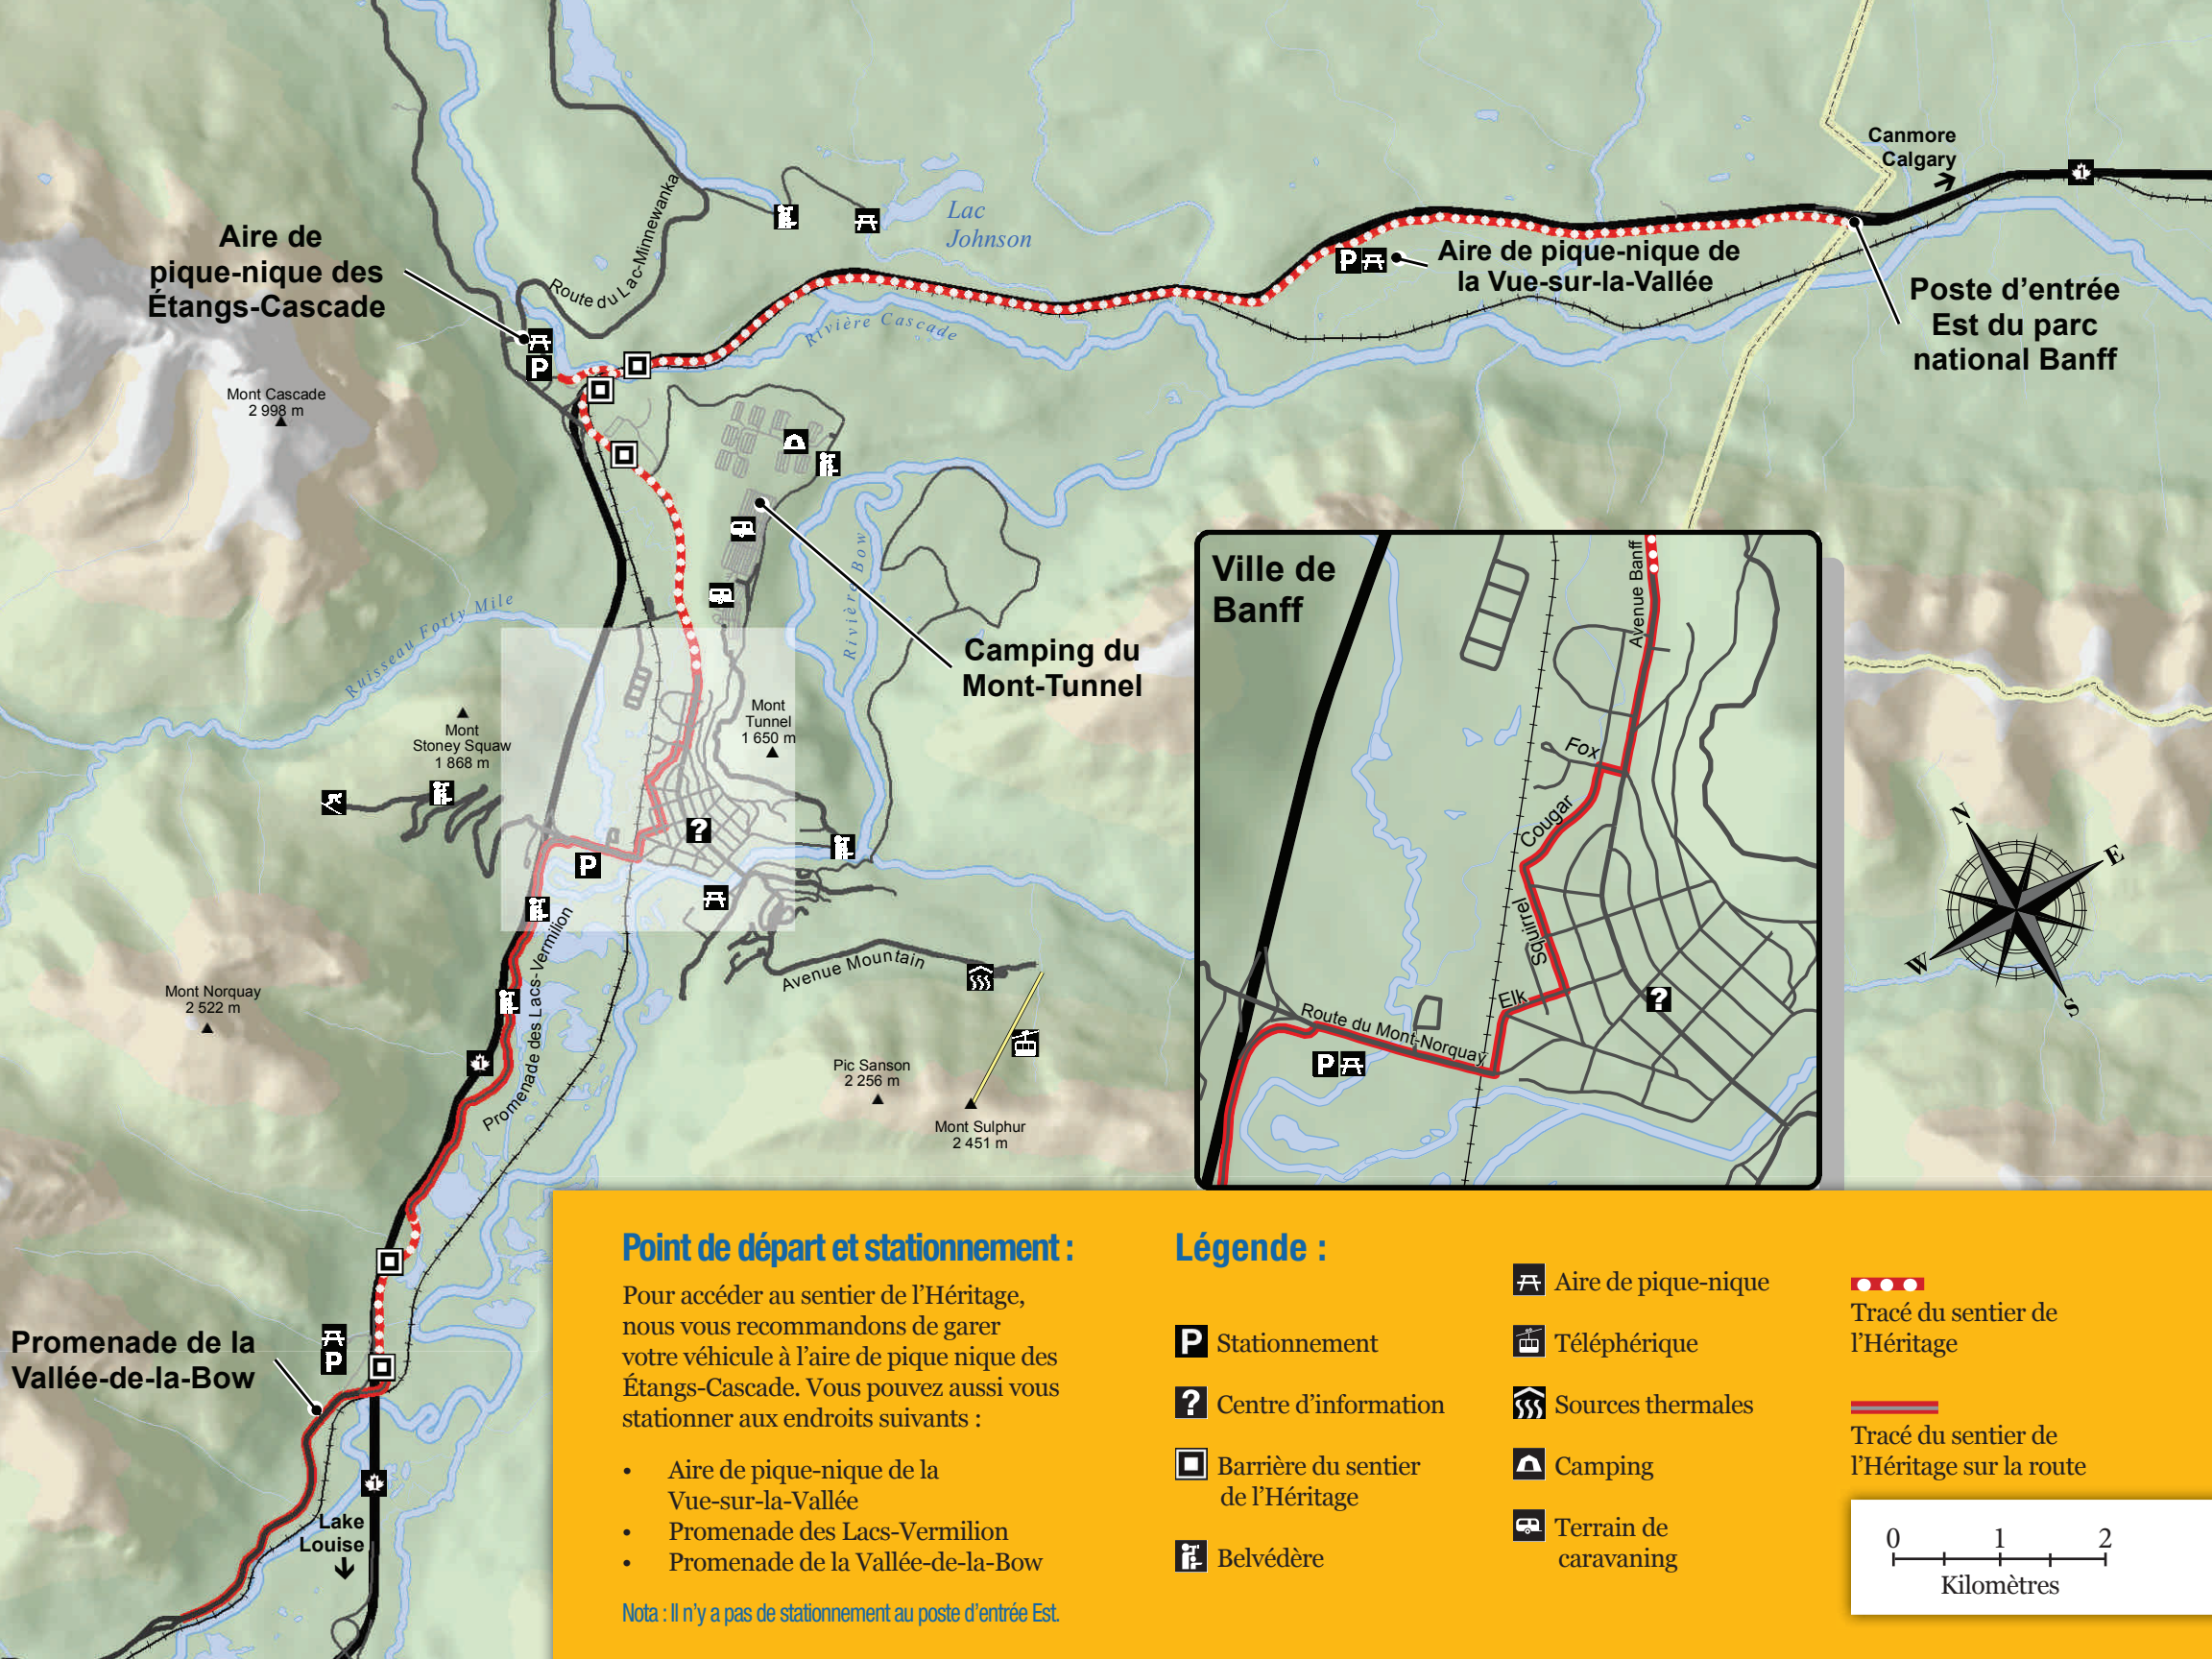 Canmore
Calgary
1
Lac
Johnson
Route du Lac-Minnewanka
Aire de
pique-nique des
Étangs-Cascade
P
Aire de pique-nique de
la Vue-sur-la-Vallée
P
Poste d'entrée
Est du parc
national Banff
Rivière Cascade
Mont Cascade
2 998 m
Rivière Bow
Camping du
Mont-Tunnel
Ruisseau Forty Mile
Mont
Stoney Squaw
1 868 m
Mont
Tunnel
1 650 m
?
P
Promenade des Lacs-Vermilion
Avenue Mountain
Mont Norquay
2 522 m
1
Pic Sanson
2 256 m
Mont Sulphur
2 451 m
Ville de
Banff
Avenue Banff
Fox
Cougar
Squirrel
Elk
Route du Mont-Norquay
P
?
N
E
W
S
Promenade de la
Vallée-de-la-Bow
P
1
Lake
Louise
Point de départ et stationnement :
Pour accéder au sentier de l'Héritage,
nous vous recommandons de garer
votre véhicule à l'aire de pique nique des
Étangs-Cascade. Vous pouvez aussi vous
stationner aux endroits suivants :
• Aire de pique-nique de la
Vue-sur-la-Vallée
• Promenade des Lacs-Vermilion
• Promenade de la Vallée-de-la-Bow
Nota : Il n'y a pas de stationnement au poste d'entrée Est.
Légende :
P Stationnement
? Centre d'information
Barrière du sentier
de l'Héritage
Belvédère
Aire de pique-nique
Téléphérique
Sources thermales
Camping
Terrain de
caravaning
Tracé du sentier de
l'Héritage
Tracé du sentier de
l'Héritage sur la route
0 1 2
Kilomètres